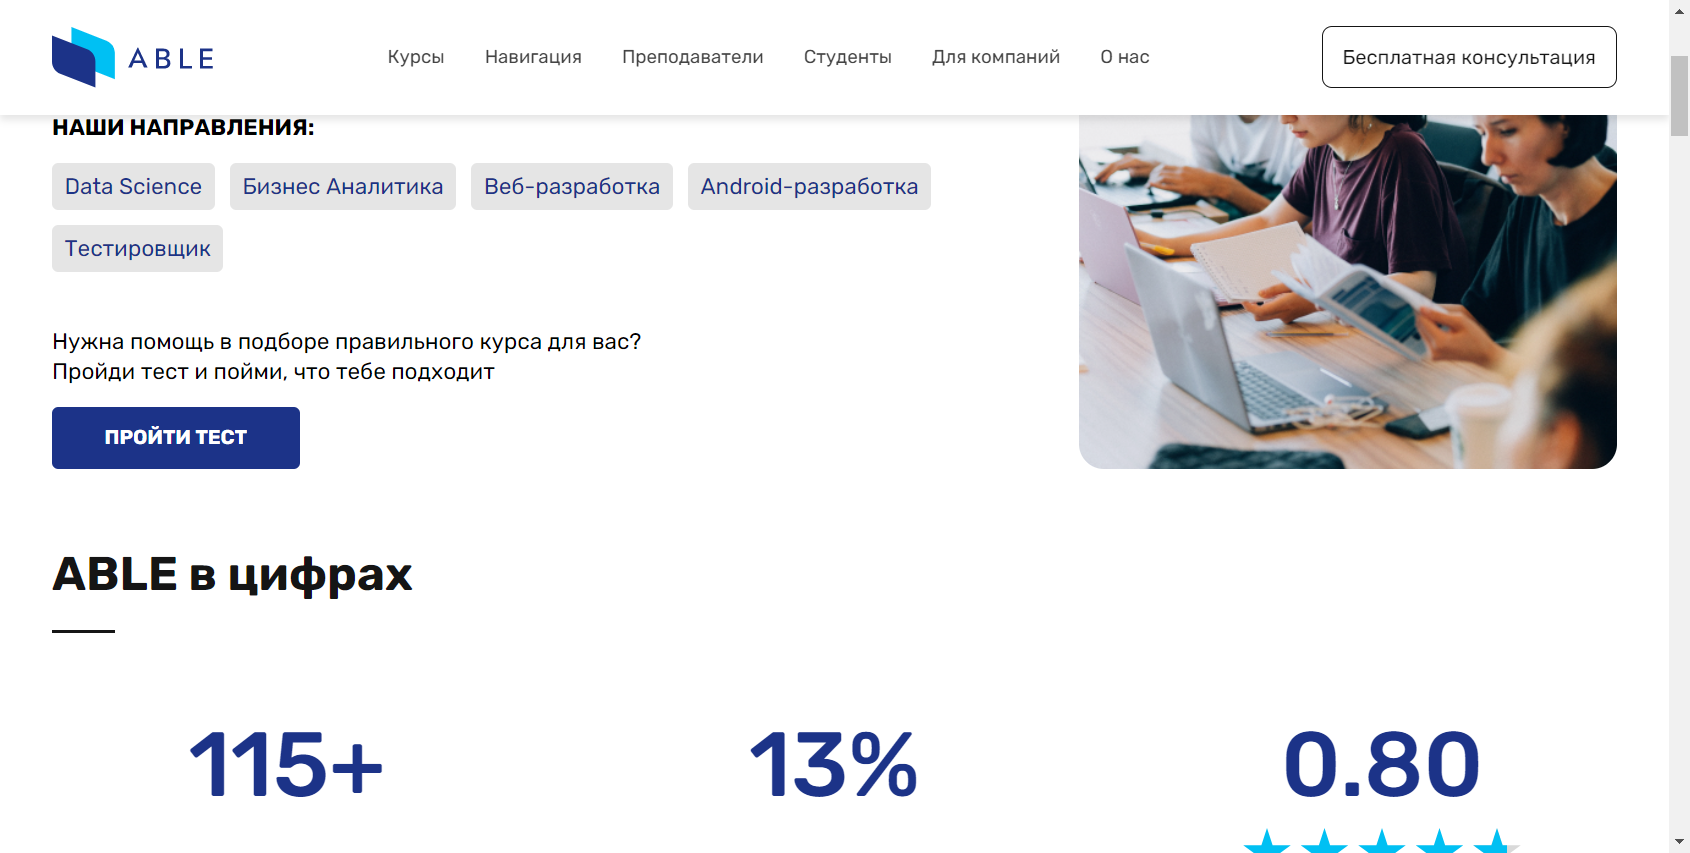 ABLE
Курсы Навигация Преподаватели Студенты Для компаний О нас
Бесплатная консультация
НАШИ НАПРАВЛЕНИЯ:
Data Science Бизнес Аналитика Веб-разработка Android-разработка
Тестировщик
Нужна помощь в подборе правильного курса для вас?
Пройди тест и пойми, что тебе подходит
ПРОЙТИ ТЕСТ
ABLE в цифрах
115+ 13% 0.80